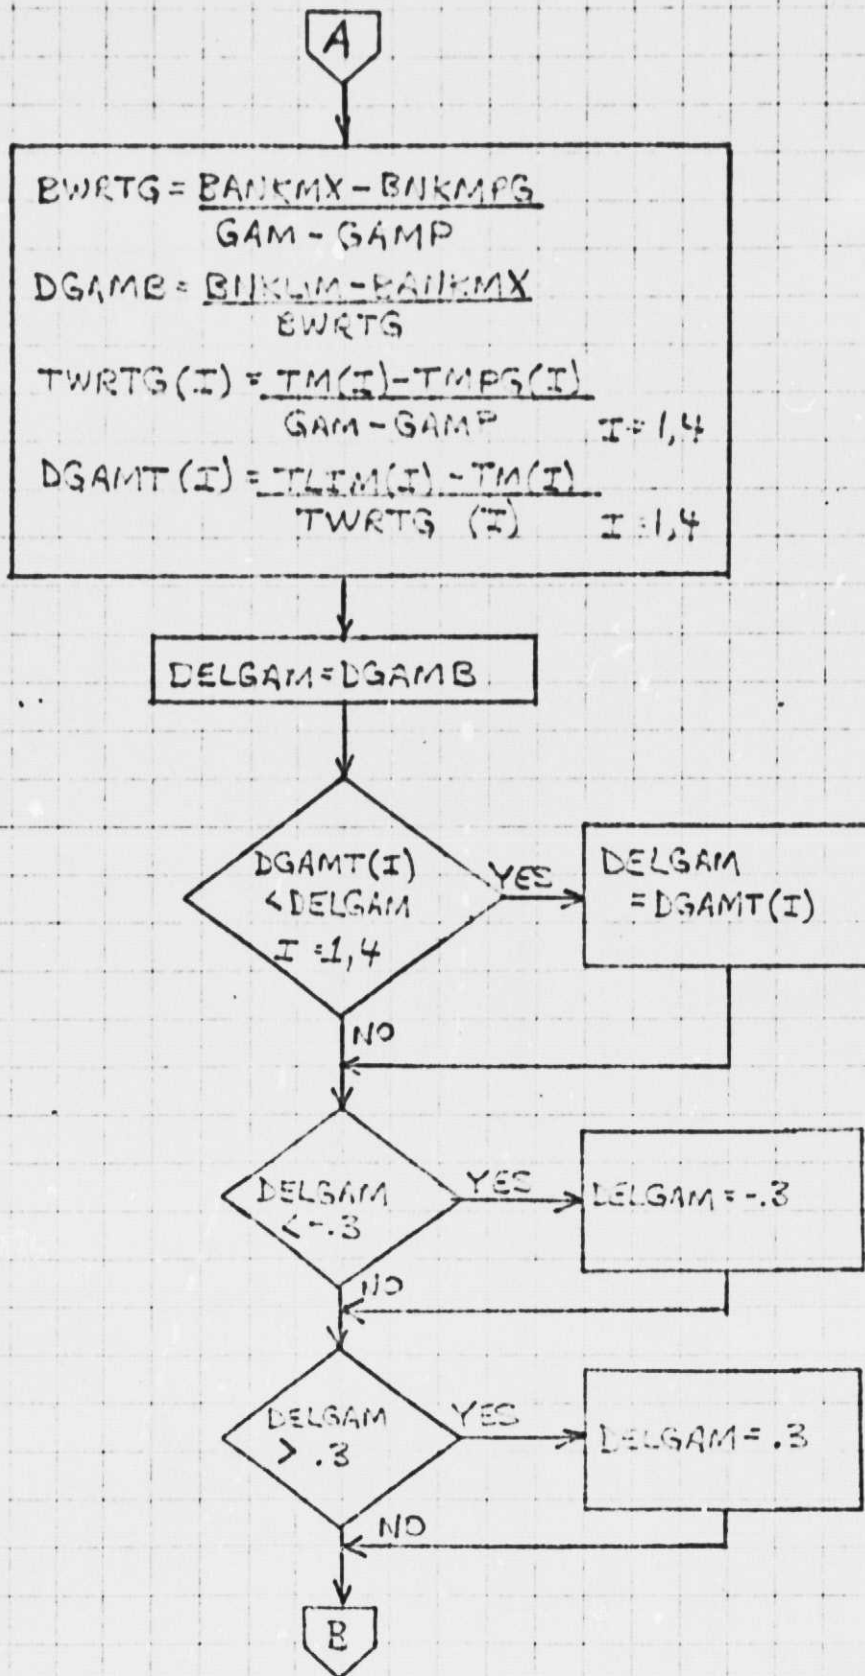 A
BWRTG = BANKMX - BNKMPG
GAM - GAMP
DGAMB = BNKLIM - BANKMX
BWRTG
TWRTG (I) = TM(I) - TMPG(I)
GAM - GAMP I = 1,4
DGAMT (I) = TLIM(I) - TM(I)
TWRTG (I) I = 1,4
DELGAM = DGAMB
DGAMT(I)
< DELGAM
I = 1,4
YES
DELGAM
= DGAMT(I)
NO
DELGAM
< -.3
YES
DELGAM = -.3
NO
DELGAM
> .3
YES
DELGAM = .3
NO
B